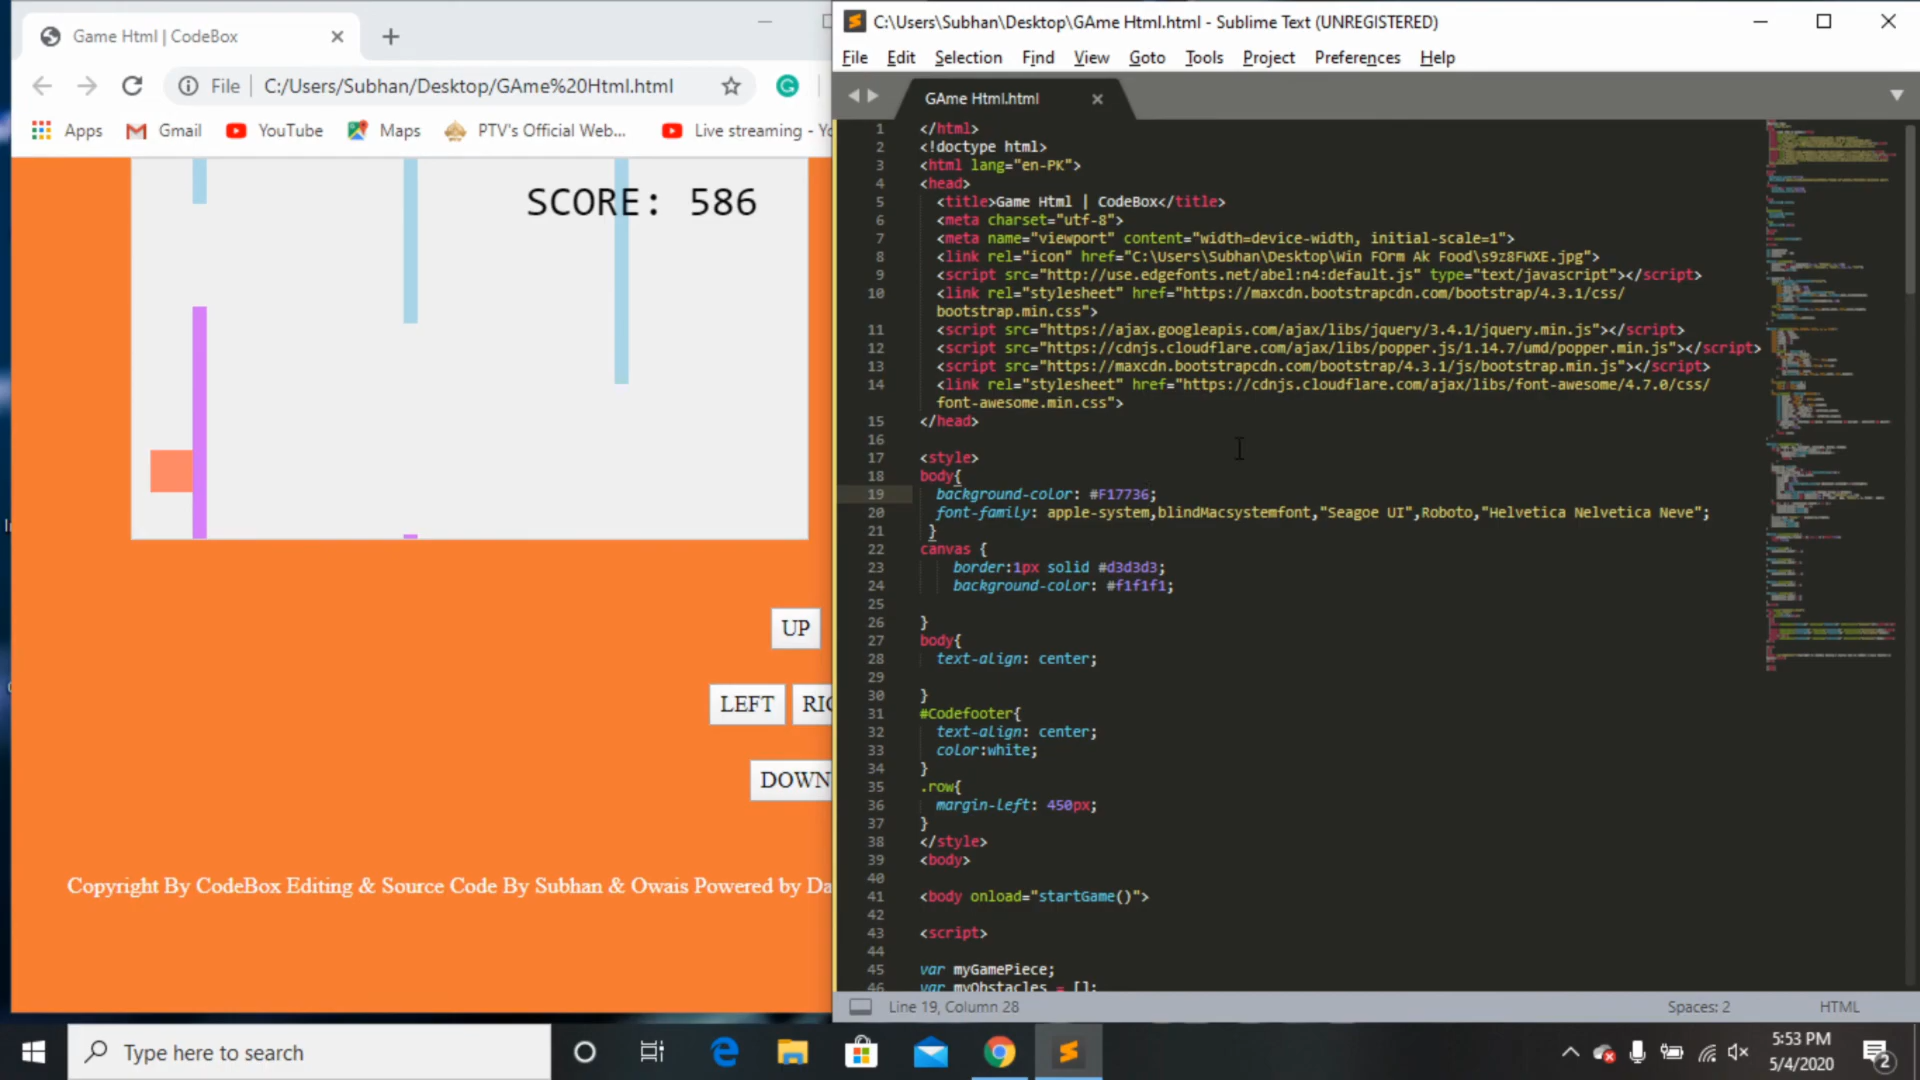 Game Html | CodeBox
File
C:/Users/Subhan/Desktop/GAme%20Html.html
Apps
Gmail
YouTube
Maps
PTV's Official Web...
Live streaming - Yo
SCORE: 586
UP
LEFT
RIG
DOWN
Copyright By CodeBox Editing & Source Code By Subhan & Owais Powered by Da
C:\Users\Subhan\Desktop\GAme Html.html - Sublime Text (UNREGISTERED)
File Edit Selection Find View Goto Tools Project Preferences Help
GAme Html.html
1 </html>
2 <!doctype html>
3 <html lang="en-PK">
4 <head>
5 <title>Game Html | CodeBox</title>
6 <meta charset="utf-8">
7 <meta name="viewport" content="width=device-width, initial-scale=1">
8 <link rel="icon" href="C:\Users\Subhan\Desktop\Win FOrm Ak Food\s9z8FWXE.jpg">
9 <script src="http://use.edgefonts.net/abel:n4:default.js" type="text/javascript"></script>
10 <link rel="stylesheet" href="https://maxcdn.bootstrapcdn.com/bootstrap/4.3.1/css/
bootstrap.min.css">
11 <script src="https://ajax.googleapis.com/ajax/libs/jquery/3.4.1/jquery.min.js"></script>
12 <script src="https://cdnjs.cloudflare.com/ajax/libs/popper.js/1.14.7/umd/popper.min.js"></script>
13 <script src="https://maxcdn.bootstrapcdn.com/bootstrap/4.3.1/js/bootstrap.min.js"></script>
14 <link rel="stylesheet" href="https://cdnjs.cloudflare.com/ajax/libs/font-awesome/4.7.0/css/
font-awesome.min.css">
15 </head>
16
17 <style>
18 body{
19 background-color: #F17736;
20 font-family: apple-system,blindMacsystemfont,"Seagoe UI",Roboto,"Helvetica Nelvetica Neve";
21 }
22 canvas {
23 border:1px solid #d3d3d3;
24 background-color: #f1f1f1;
25
26 }
27 body{
28 text-align: center;
29
30 }
31 #Codefooter{
32 text-align: center;
33 color:white;
34 }
35 .row{
36 margin-left: 450px;
37 }
38 </style>
39 <body>
40
41 <body onload="startGame()">
42
43 <script>
44
45 var myGamePiece;
46 var myObstacles = [];
Line 19, Column 28
Spaces: 2
HTML
Type here to search
5:53 PM
5/4/2020
2